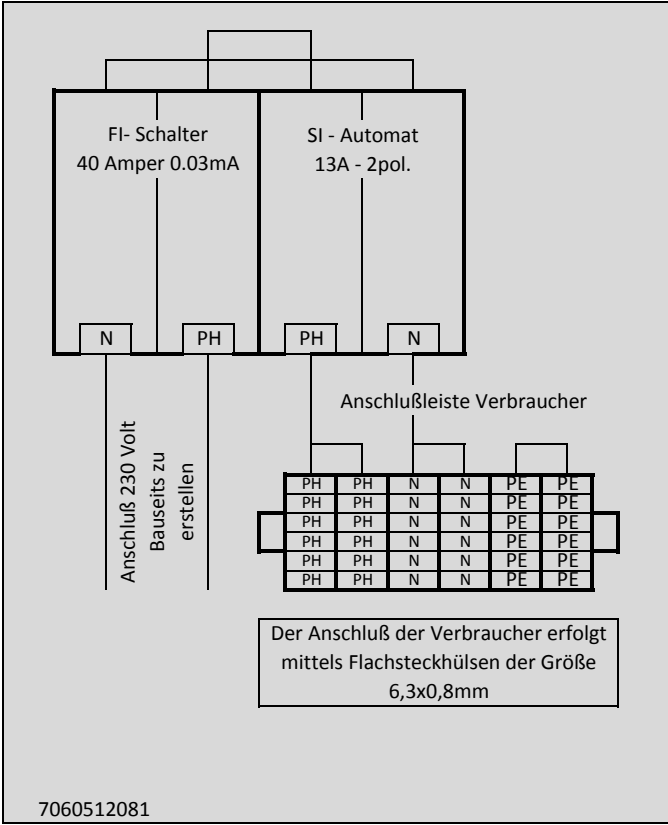 FI- Schalter
40 Amper 0.03mA
SI - Automat
13A - 2pol.
N
PH
PH
N
Anschluß 230 Volt
Bauseits zu
erstellen
Anschlußleiste Verbraucher
PH PH N N PE PE
PH PH N N PE PE
PH PH N N PE PE
PH PH N N PE PE
PH PH N N PE PE
PH PH N N PE PE
Der Anschluß der Verbraucher erfolgt
mittels Flachsteckhülsen der Größe
6,3x0,8mm
7060512081